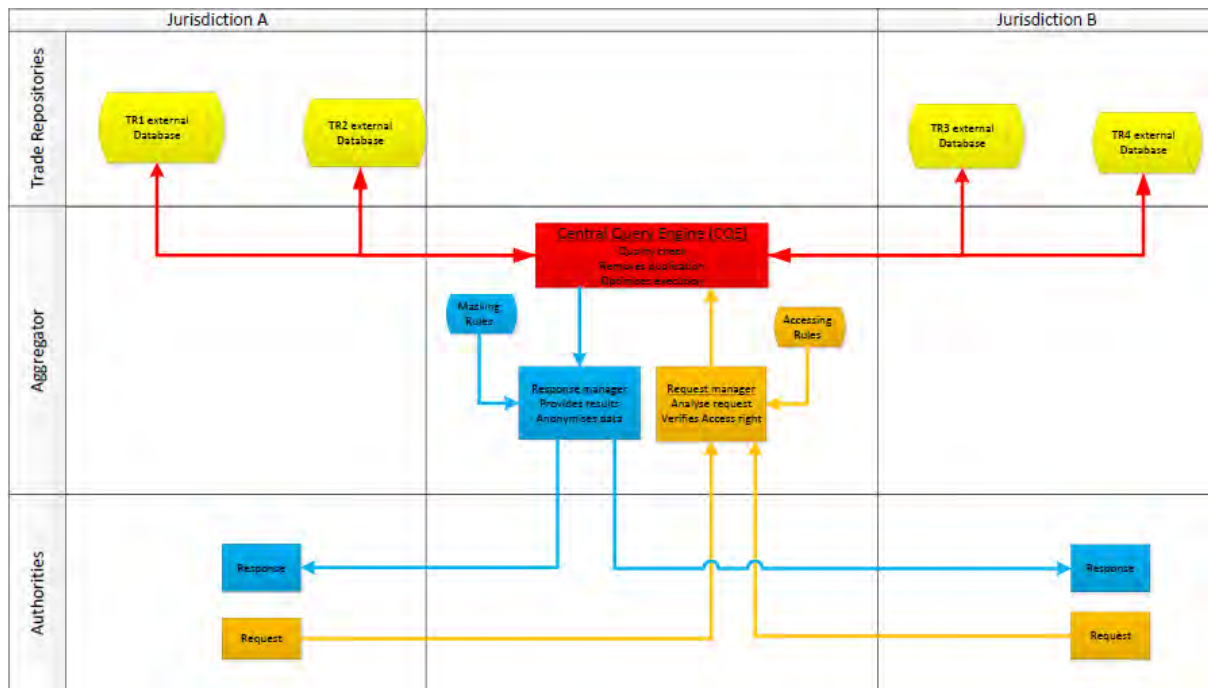 Jurisdiction A
Jurisdiction B
Trade Repositories
TR1 external
Database
TR2 external
Database
TR3 external
Database
TR4 external
Database
Aggregator
Central Query Engine (CQE)
Quality check
Removes duplication
Optimises execution
Masking
Rules
Accessing
Rules
Response manager
Provides results
Anonymises data
Request manager
Analyse request
Verifies Access right
Authorities
Response
Response
Request
Request